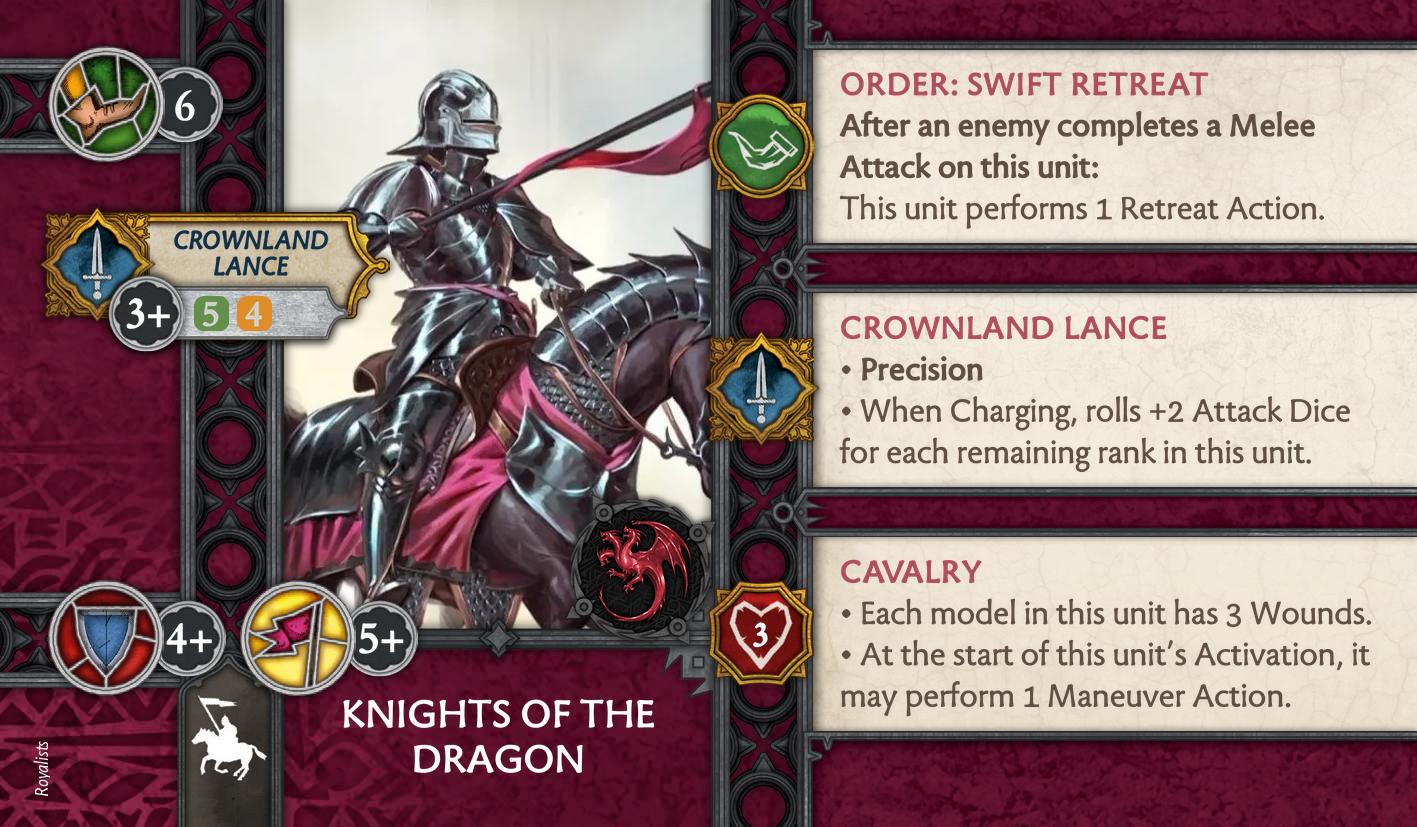 6
CROWNLAND
LANCE
3+ 5 4
4+ 5+
KNIGHTS OF THE
DRAGON
Royalists
ORDER: SWIFT RETREAT
After an enemy completes a Melee
Attack on this unit:
This unit performs 1 Retreat Action.
CROWNLAND LANCE
• Precision
• When Charging, rolls +2 Attack Dice
for each remaining rank in this unit.
3
CAVALRY
• Each model in this unit has 3 Wounds.
• At the start of this unit's Activation, it
may perform 1 Maneuver Action.